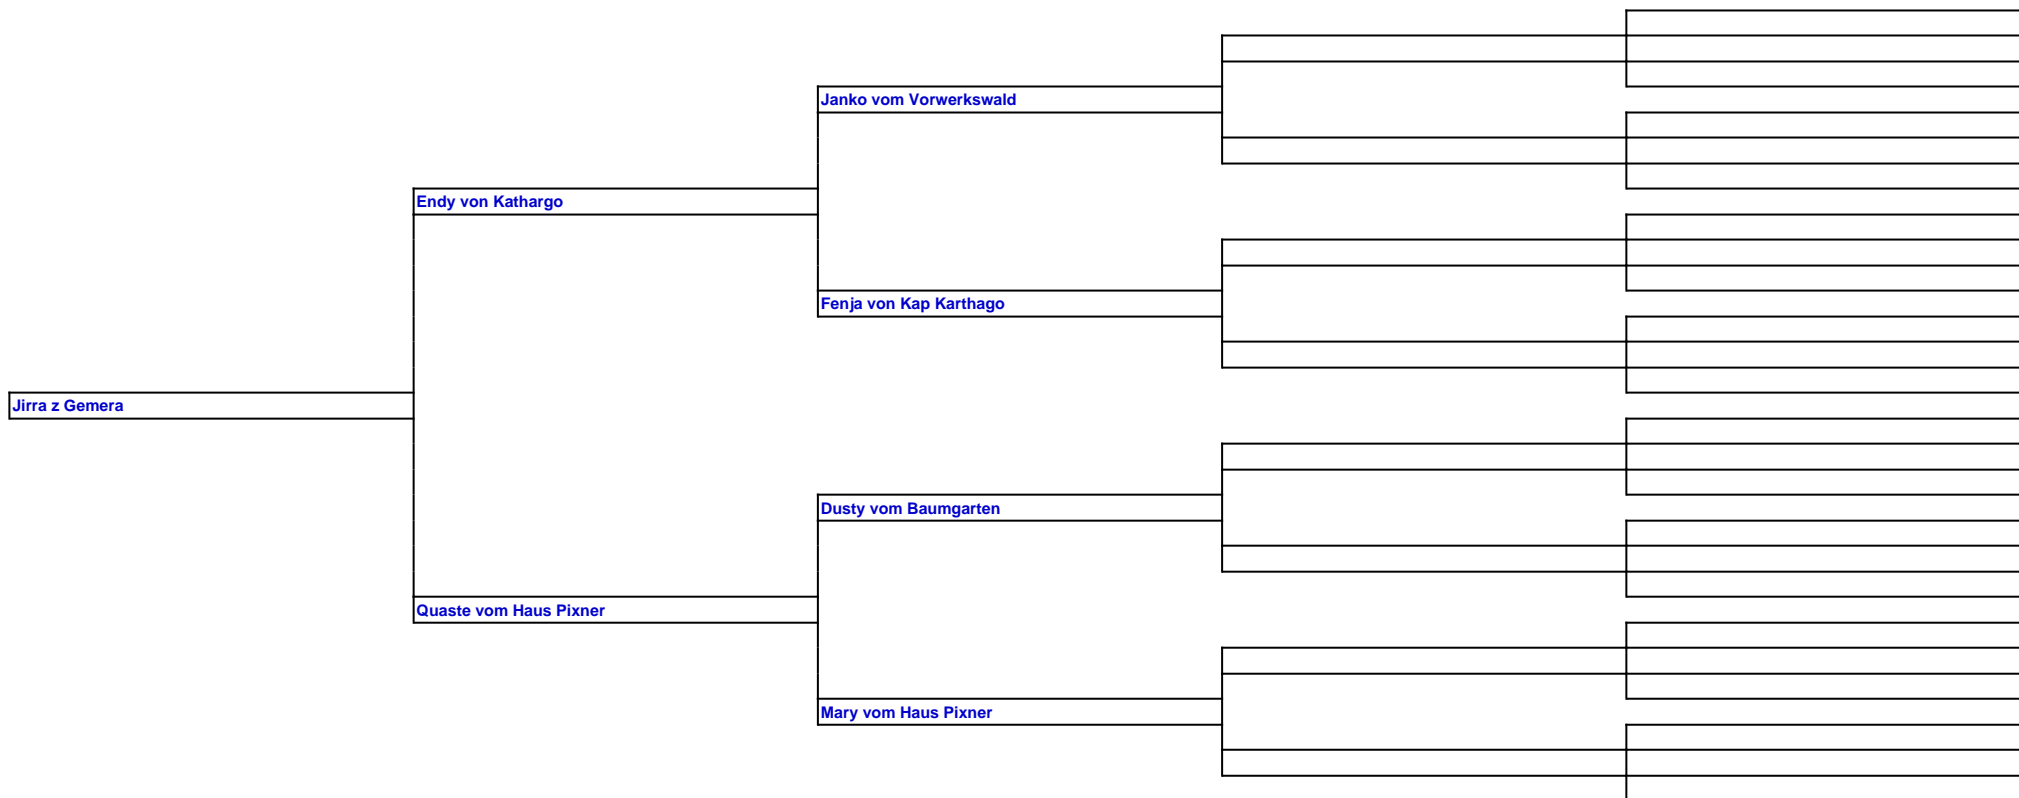 Janko vom Vorwerkswald
Endy von Kathargo
Fenja von Kap Karthago
Jirra z Gemera
Dusty vom Baumgarten
Quaste vom Haus Pixner
Mary vom Haus Pixner